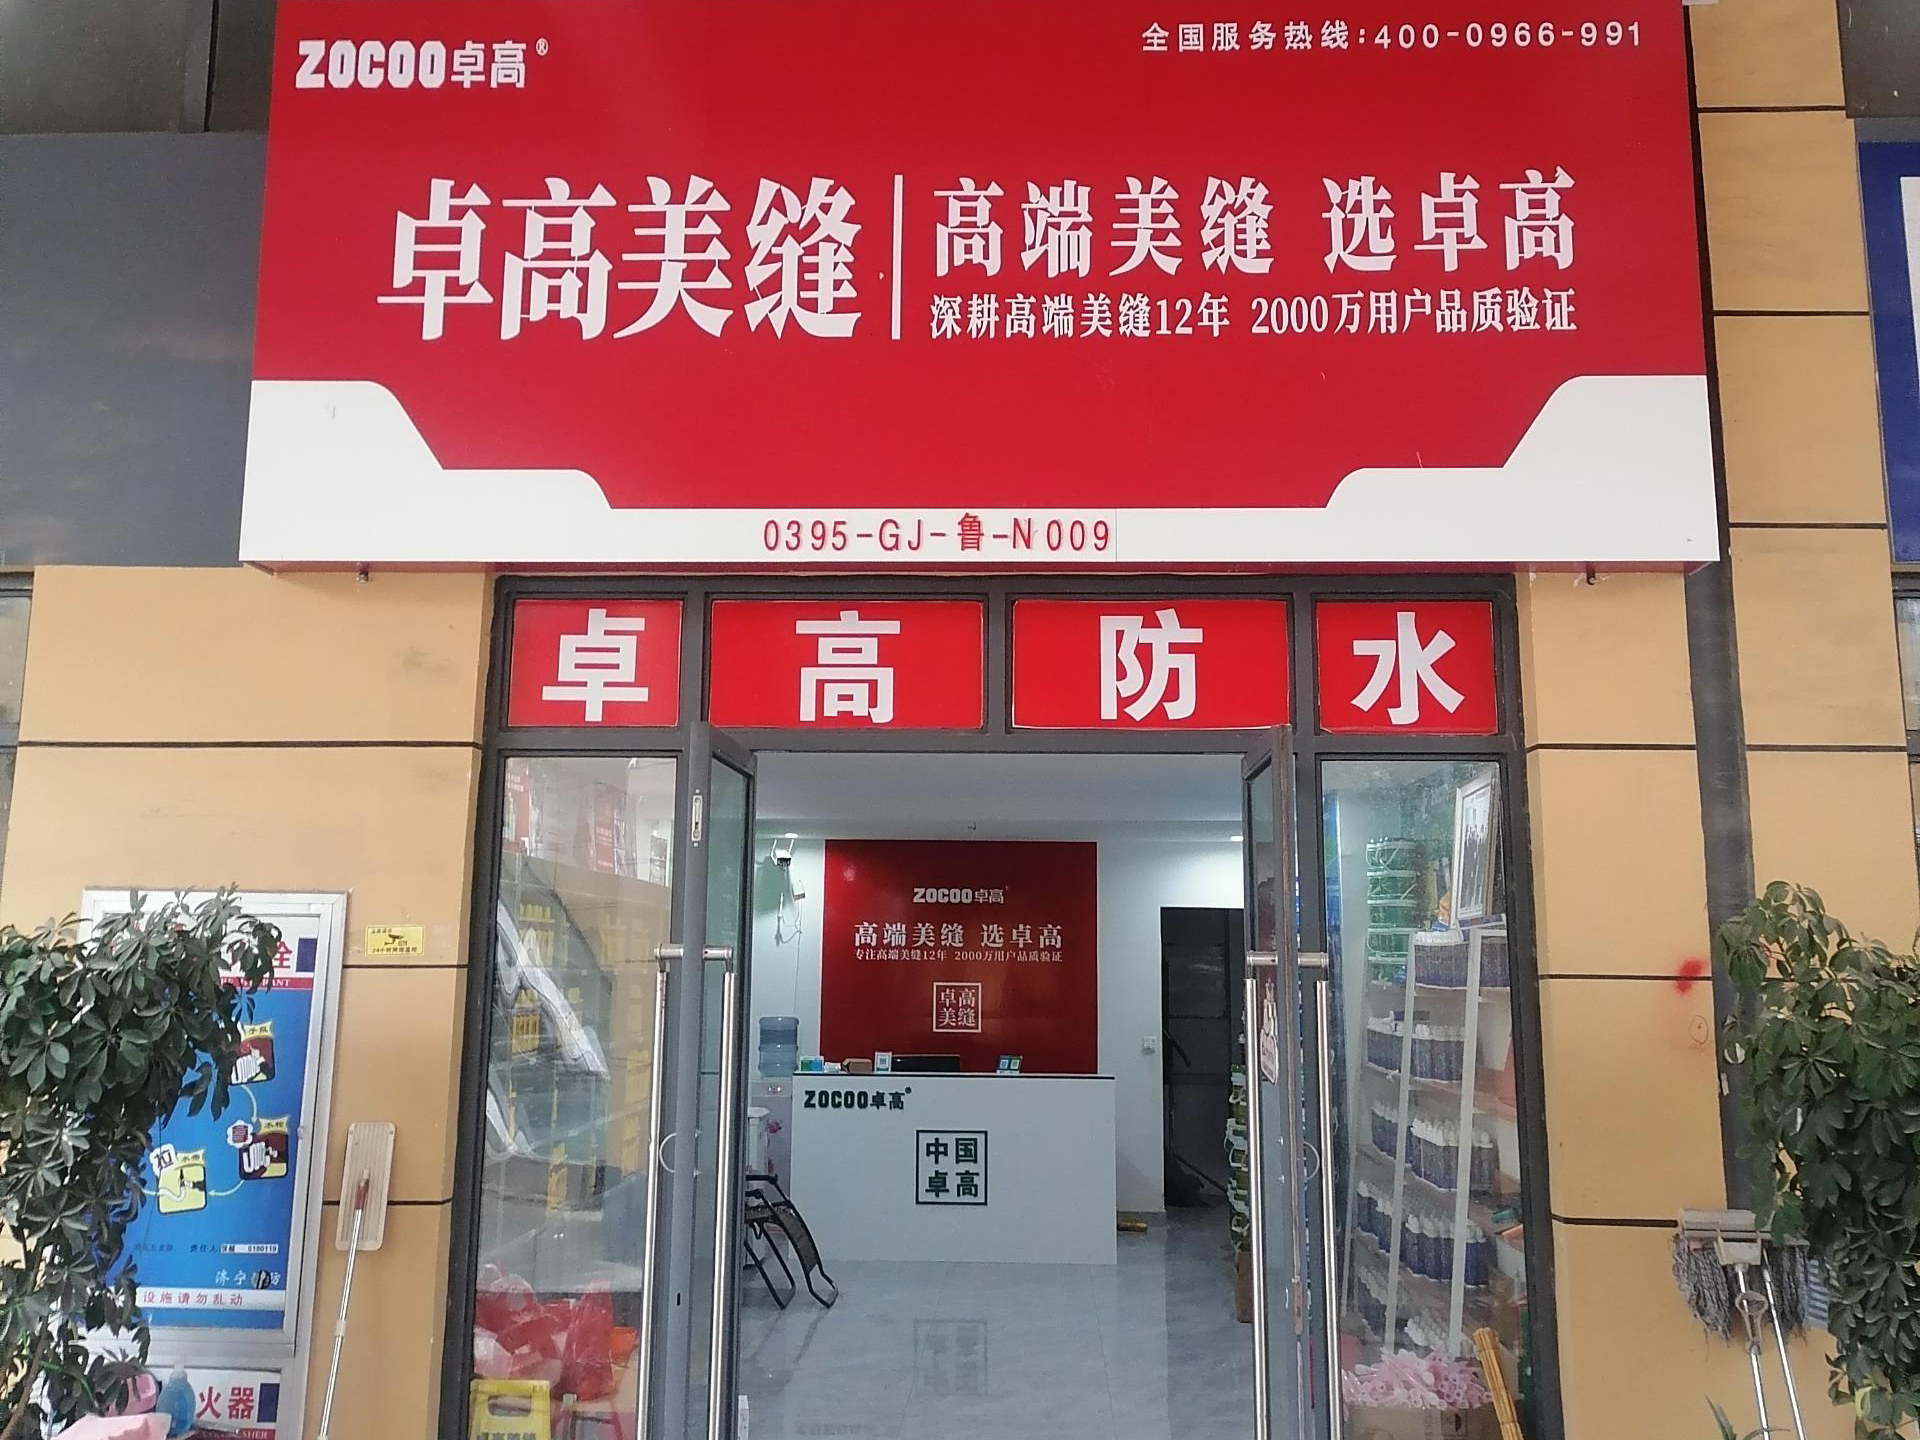 ZOCOO卓高®
全国服务热线:400-0966-991
卓高美缝
高端美缝 选卓高
深耕高端美缝12年 2000万用户品质验证
0395-GJ-鲁-N009
卓高防水
ZOCOO卓高
高端美缝 选卓高
专注高端美缝12年 2000万用户品质验证
卓高
美缝
ZOCOO卓高®
中国
卓高
设施请勿乱动
火器